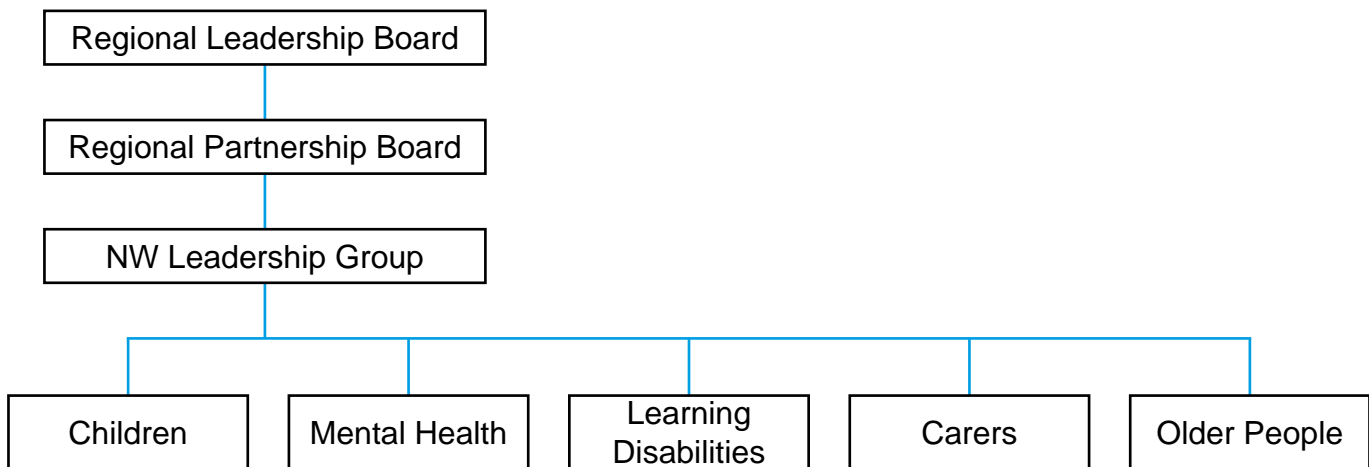 Regional Leadership Board
Regional Partnership Board
NW Leadership Group
Children
Mental Health
Learning
Disabilities
Carers
Older People